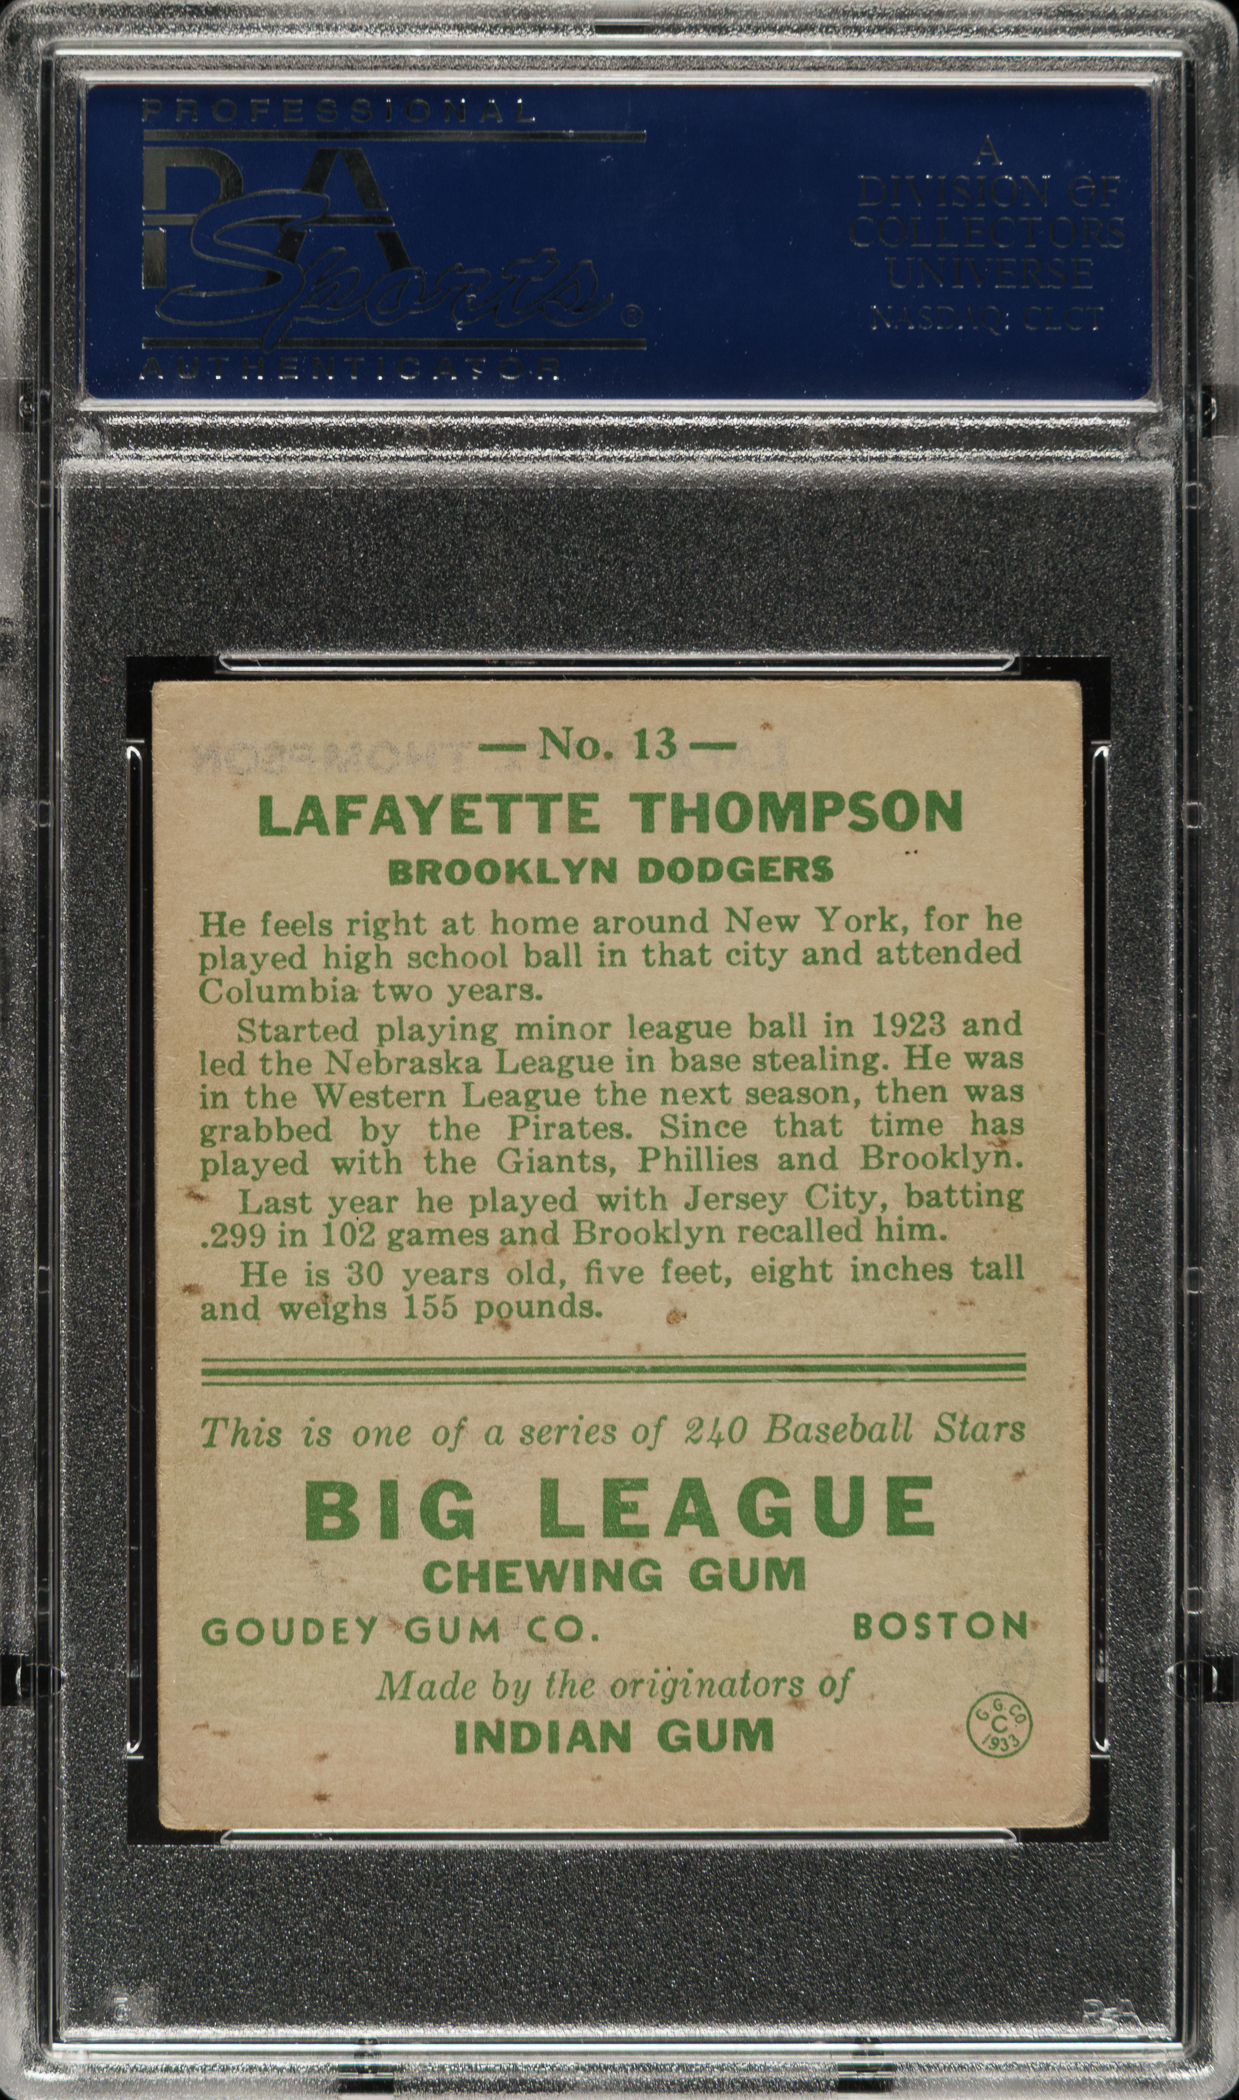 PROFESSIONAL
PSA
Sports®
AUTHENTICATOR
A
DIVISION OF
COLLECTORS
UNIVERSE
NASDAQ: CLCT
— No. 13 —
LAFAYETTE THOMPSON
BROOKLYN DODGERS
He feels right at home around New York, for he
played high school ball in that city and attended
Columbia two years.
Started playing minor league ball in 1923 and
led the Nebraska League in base stealing. He was
in the Western League the next season, then was
grabbed by the Pirates. Since that time has
played with the Giants, Phillies and Brooklyn.
Last year he played with Jersey City, batting
.299 in 102 games and Brooklyn recalled him.
He is 30 years old, five feet, eight inches tall
and weighs 155 pounds.
This is one of a series of 240 Baseball Stars
BIG LEAGUE
CHEWING GUM
GOUDEY GUM CO. BOSTON
Made by the originators of
INDIAN GUM
G. G. CO.
C
1933
PSA